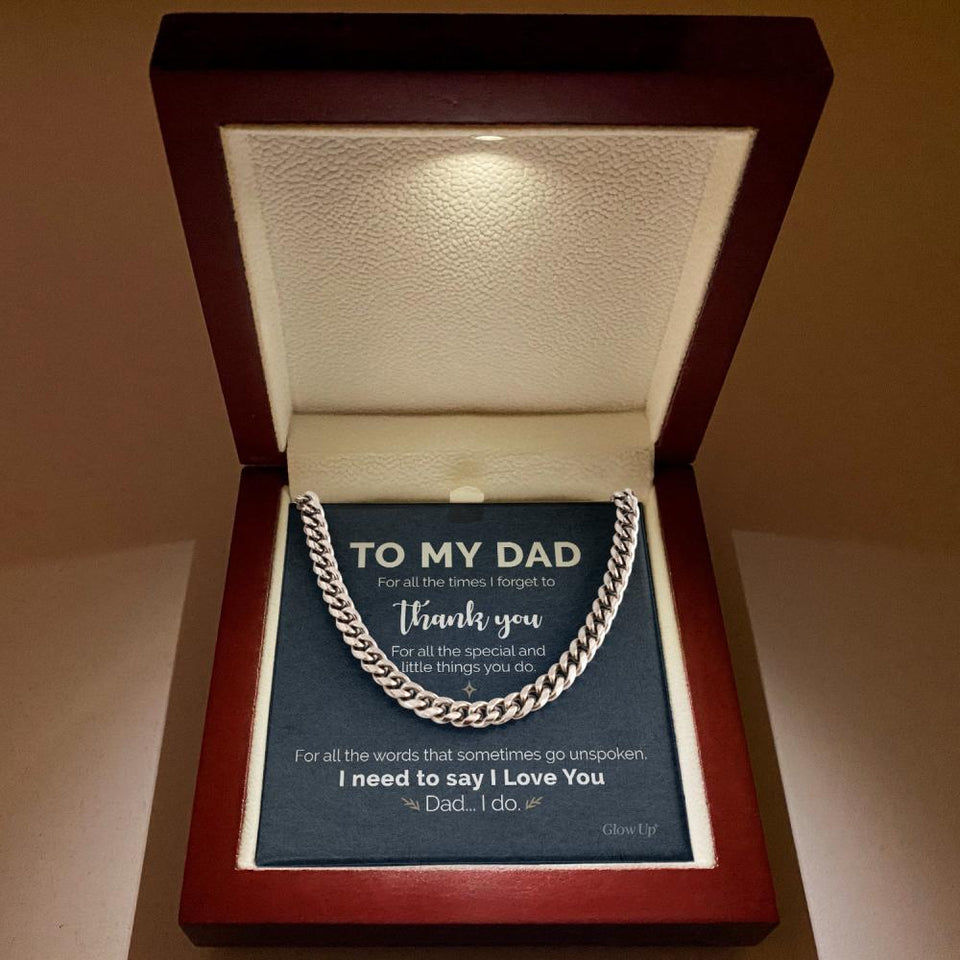 TO MY DAD
For all the times I forget to
thank you
For all the special and
little things you do.
For all the words that sometimes go unspoken.
I need to say I Love You
Dad... I do.
Glow Up®